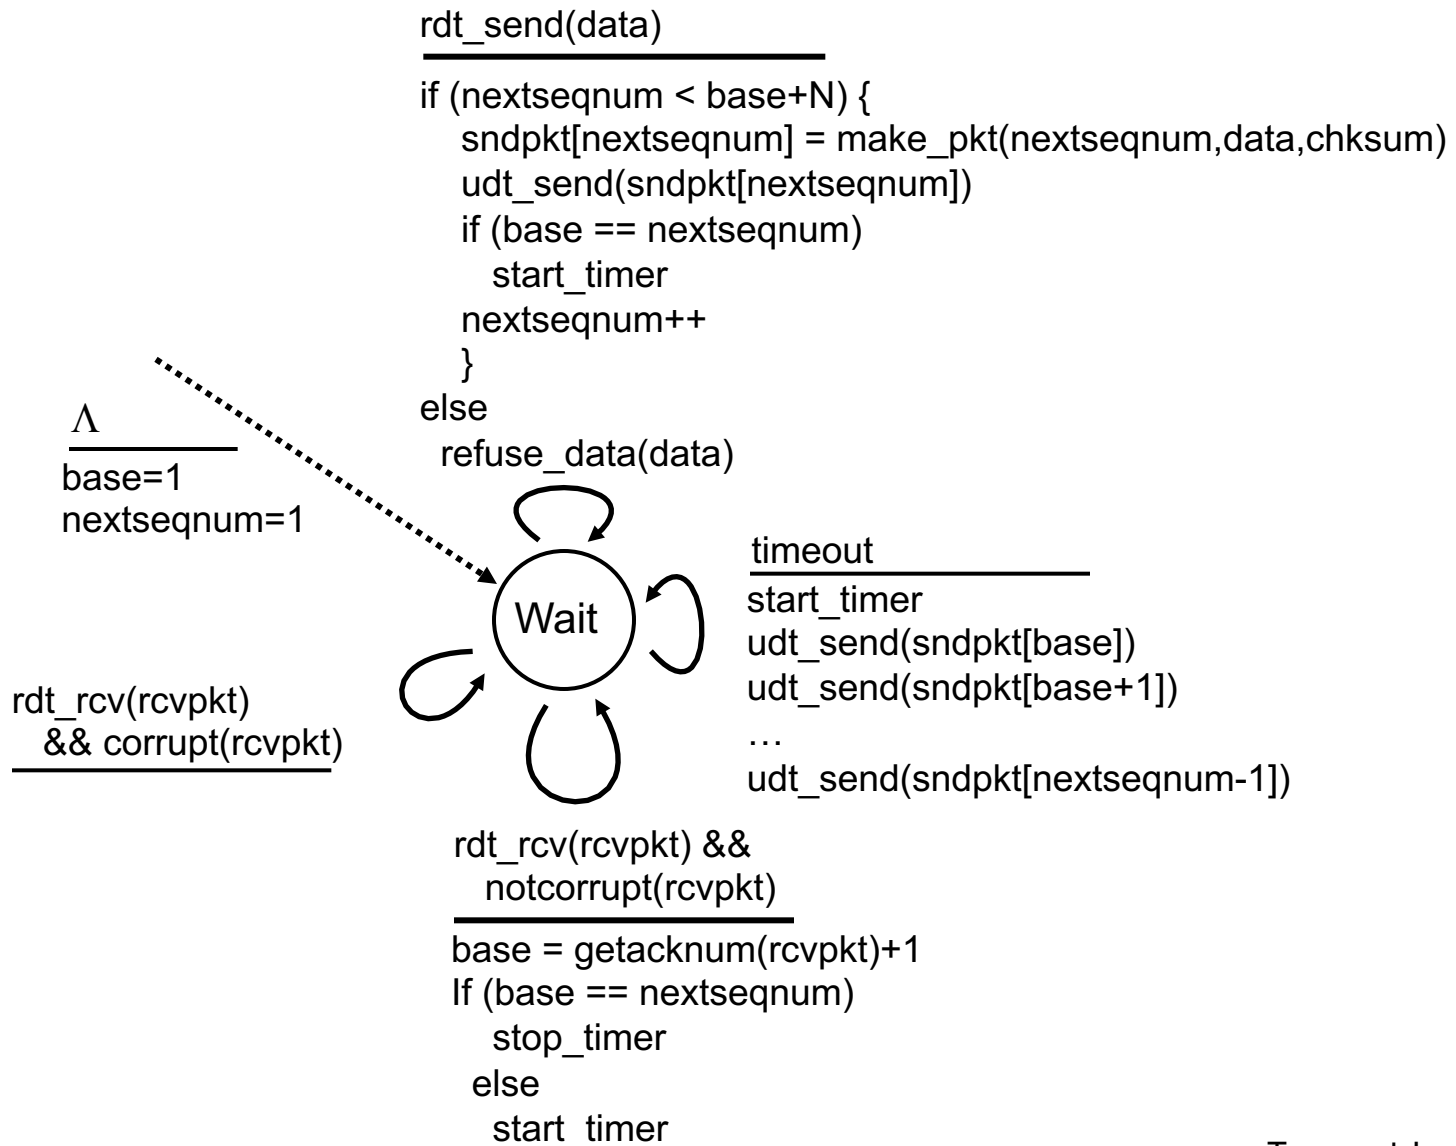 rdt_send(data)
if (nextseqnum < base+N) {
sndpkt[nextseqnum] = make_pkt(nextseqnum,data,chksum)
udt_send(sndpkt[nextseqnum])
if (base == nextseqnum)
start_timer
nextseqnum++
}
else
refuse_data(data)
Λ
base=1
nextseqnum=1
Wait
timeout
start_timer
udt_send(sndpkt[base])
udt_send(sndpkt[base+1])
…
udt_send(sndpkt[nextseqnum-1])
rdt_rcv(rcvpkt)
&& corrupt(rcvpkt)
rdt_rcv(rcvpkt) &&
notcorrupt(rcvpkt)
base = getacknum(rcvpkt)+1
If (base == nextseqnum)
stop_timer
else
start_timer